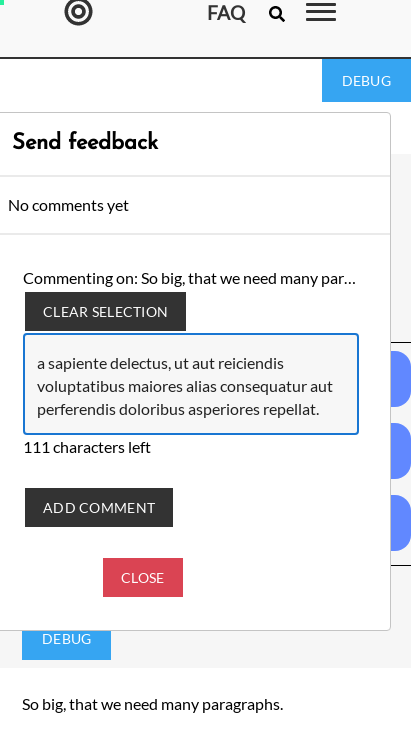 FAQ
DEBUG
Send feedback
No comments yet
Commenting on: So big, that we need many par...
CLEAR SELECTION
a sapiente delectus, ut aut reiciendis
voluptatibus maiores alias consequatur aut
perferendis doloribus asperiores repellat.
111 characters left
ADD COMMENT
CLOSE
DEBUG
So big, that we need many paragraphs.